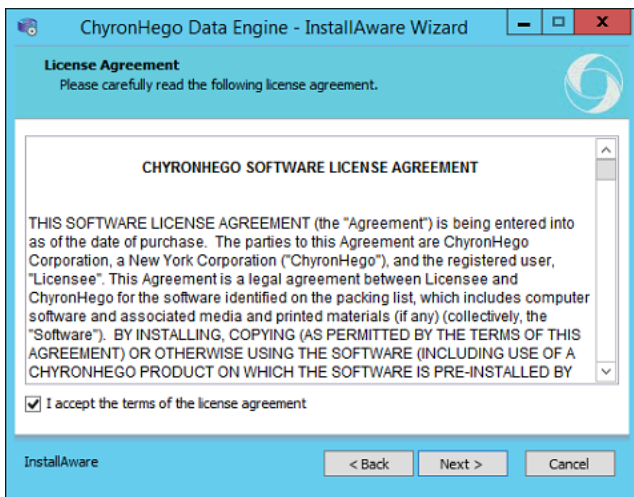 ChyronHego Data Engine - InstallAware Wizard
License Agreement
Please carefully read the following license agreement.
CHYRONHEGO SOFTWARE LICENSE AGREEMENT
THIS SOFTWARE LICENSE AGREEMENT (the "Agreement") is being entered into
as of the date of purchase. The parties to this Agreement are ChyronHego
Corporation, a New York Corporation ("ChyronHego"), and the registered user,
"Licensee". This Agreement is a legal agreement between Licensee and
ChyronHego for the software identified on the packing list, which includes computer
software and associated media and printed materials (if any) (collectively, the
"Software"). BY INSTALLING, COPYING (AS PERMITTED BY THE TERMS OF THIS
AGREEMENT) OR OTHERWISE USING THE SOFTWARE (INCLUDING USE OF A
CHYRONHEGO PRODUCT ON WHICH THE SOFTWARE IS PRE-INSTALLED BY
I accept the terms of the license agreement
InstallAware
< Back
Next >
Cancel